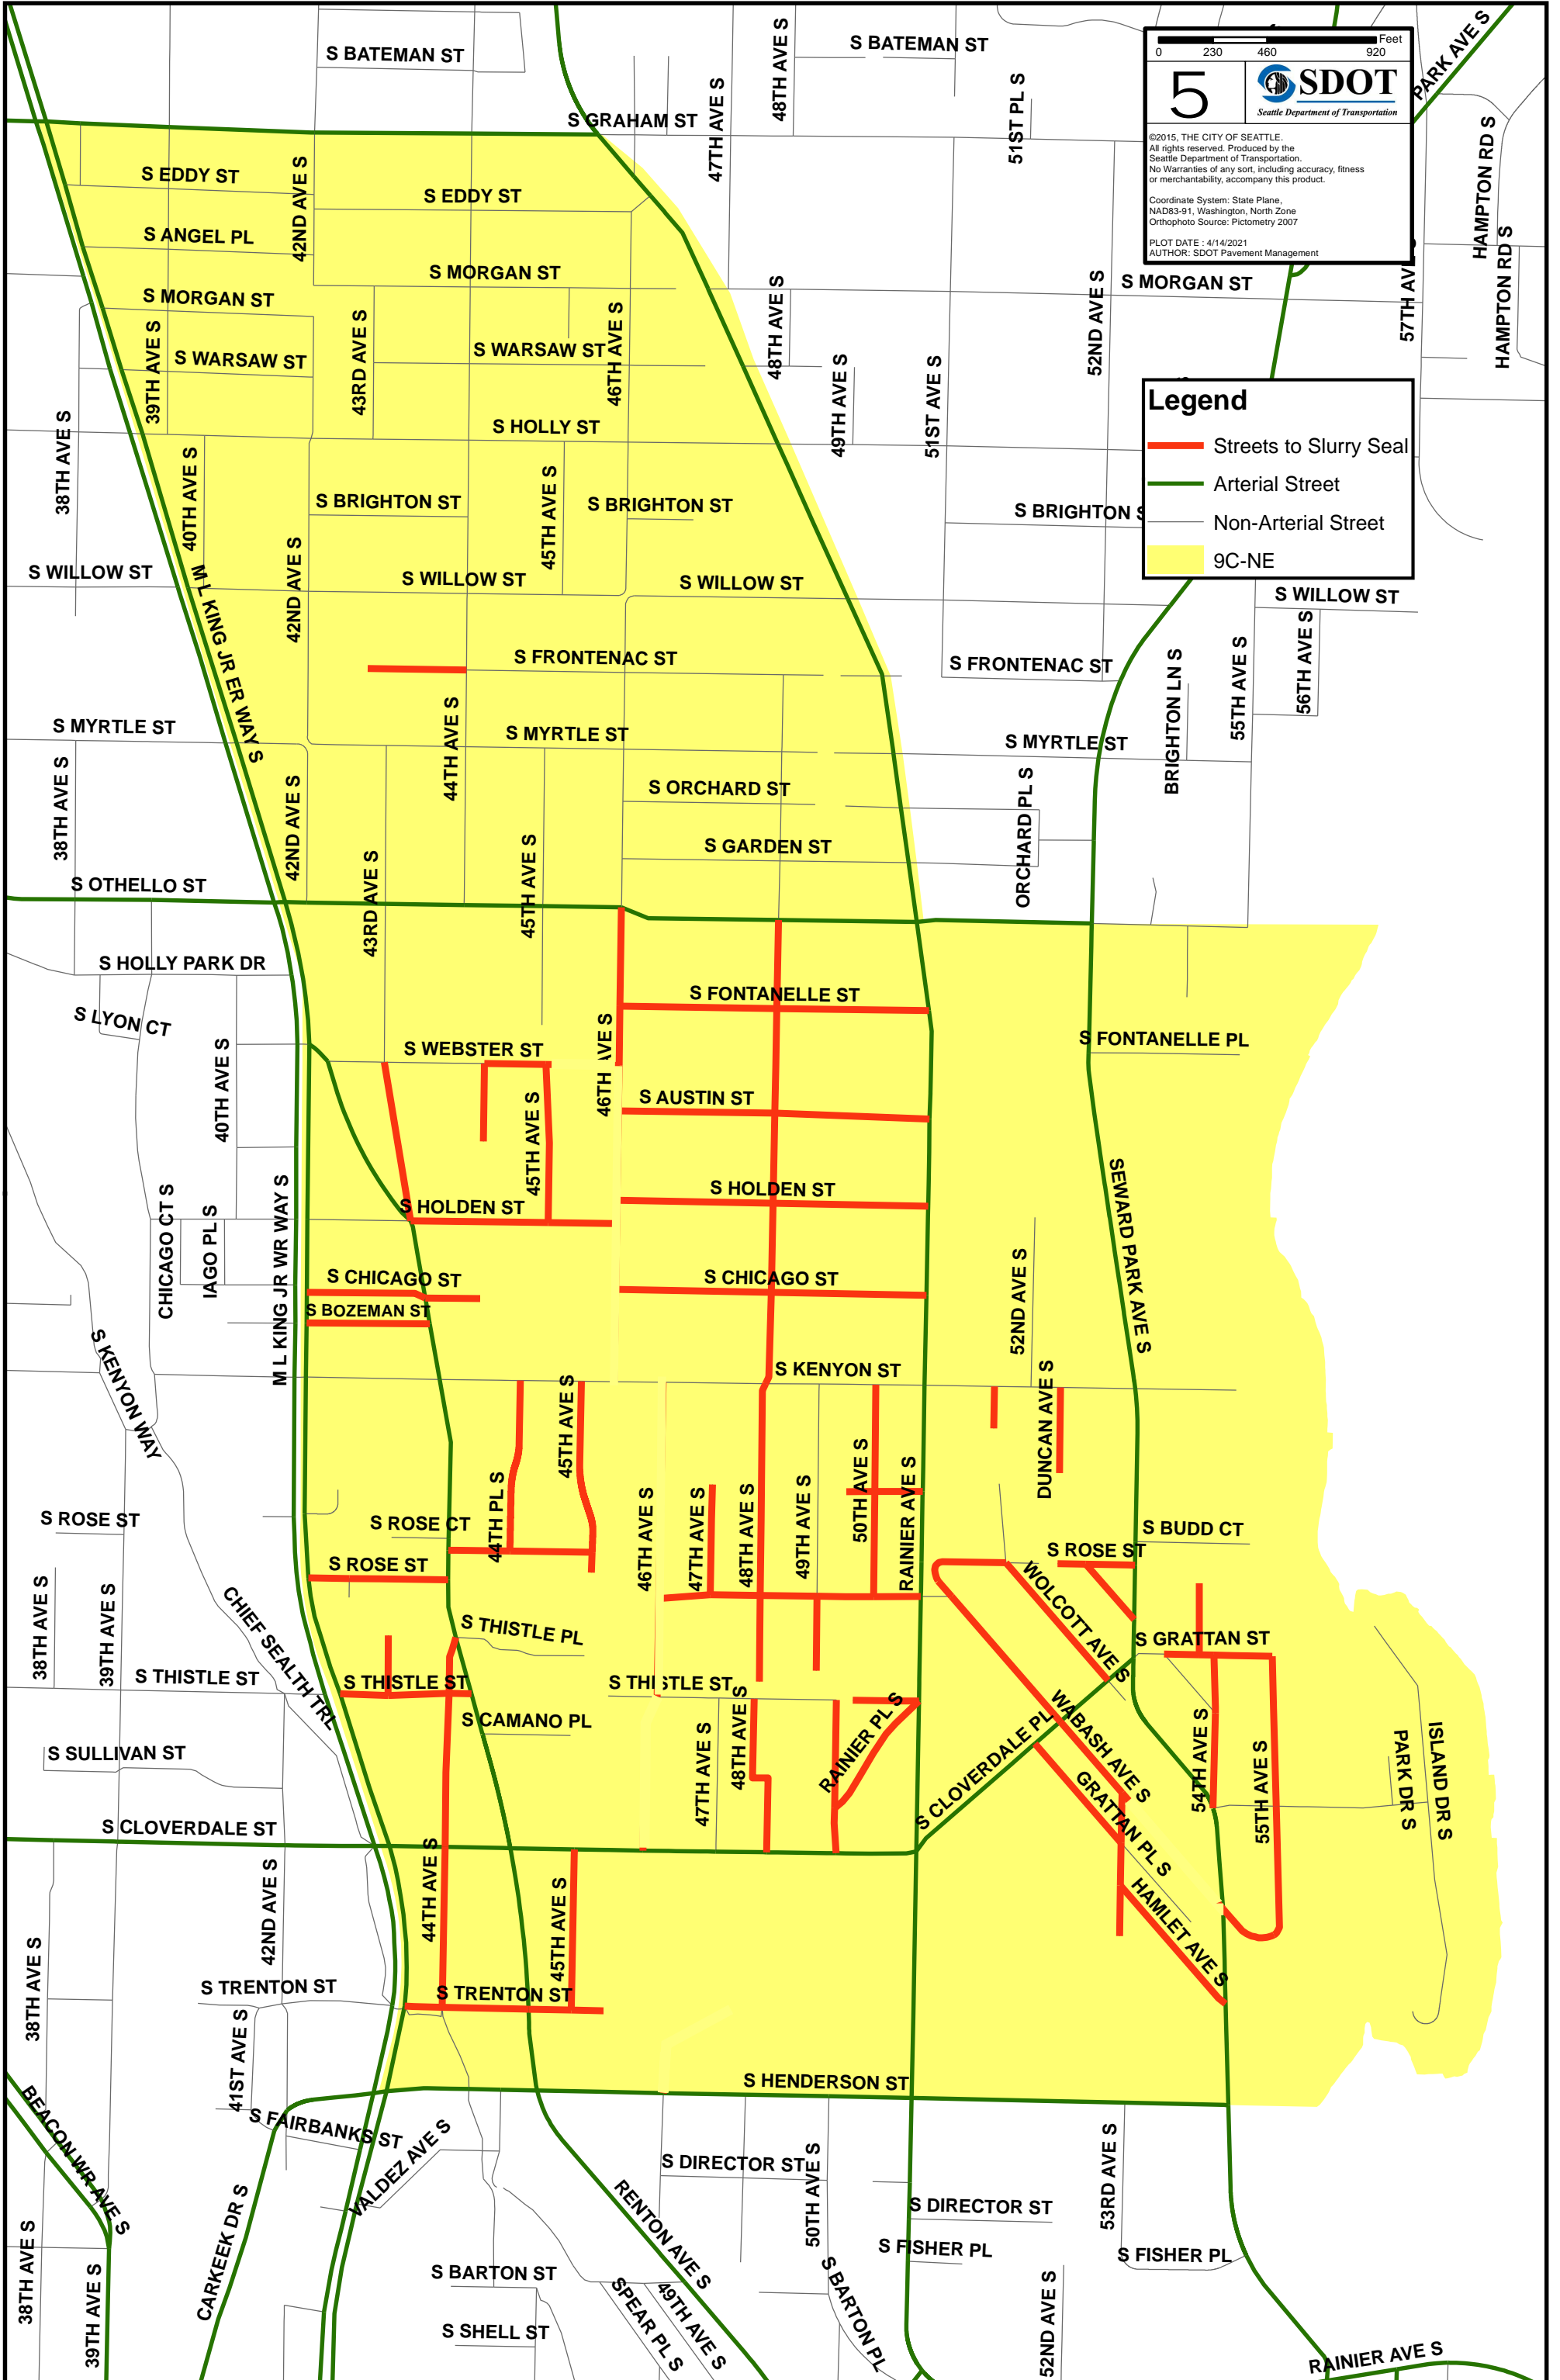 S BATEMAN ST
48TH AVE S
S BATEMAN ST
PARK AVE S
47TH AVE S
51ST PL S
S GRAHAM ST
Feet
0 230 460 920
5
SDOT
Seattle Department of Transportation
©2015, THE CITY OF SEATTLE.
All rights reserved. Produced by the
Seattle Department of Transportation.
No Warranties of any sort, including accuracy, fitness
or merchantability, accompany this product.
Coordinate System: State Plane,
NAD83-91, Washington, North Zone
Orthophoto Source: Pictometry 2007
PLOT DATE : 4/14/2021
AUTHOR: SDOT Pavement Management
HAMPTON RD S
HAMPTON RD S
S EDDY ST
42ND AVE S
S EDDY ST
S ANGEL PL
S MORGAN ST
S MORGAN ST
S MORGAN ST
52ND AVE S
57TH AVE
48TH AVE S
39TH AVE S
S WARSAW ST
43RD AVE S
S WARSAW ST
46TH AVE S
49TH AVE S
51ST AVE S
Legend
Streets to Slurry Seal
Arterial Street
Non-Arterial Street
9C-NE
38TH AVE S
S HOLLY ST
40TH AVE S
S BRIGHTON ST
45TH AVE S
S BRIGHTON ST
S BRIGHTON S
S WILLOW ST
42ND AVE S
S WILLOW ST
S WILLOW ST
S WILLOW ST
M L KING JR ER WAY S
S FRONTENAC ST
S FRONTENAC ST
BRIGHTON LN S
55TH AVE S
56TH AVE S
S MYRTLE ST
44TH AVE S
S MYRTLE ST
S MYRTLE ST
38TH AVE S
42ND AVE S
S ORCHARD ST
ORCHARD PL S
S GARDEN ST
43RD AVE S
45TH AVE S
S OTHELLO ST
S HOLLY PARK DR
S LYON CT
S FONTANELLE ST
S FONTANELLE PL
40TH AVE S
S WEBSTER ST
46TH AVE S
S AUSTIN ST
45TH AVE S
CHICAGO CT S
IAGO PL S
M L KING JR WR WAY S
S HOLDEN ST
S HOLDEN ST
SEWARD PARK AVE S
S CHICAGO ST
S CHICAGO ST
52ND AVE S
S BOZEMAN ST
S KENYON WAY
S KENYON ST
45TH AVE S
DUNCAN AVE S
44TH PL S
46TH AVE S
47TH AVE S
48TH AVE S
49TH AVE S
50TH AVE S
RAINIER AVE S
S ROSE ST
S ROSE CT
S BUDD CT
S ROSE ST
S ROSE ST
38TH AVE S
39TH AVE S
CHIEF SEALTH TRL
WOLCOTT AVE S
S THISTLE PL
S GRATTAN ST
S THISTLE ST
S THISTLE ST
S THISTLE ST
S CAMANO PL
47TH AVE S
48TH AVE S
RAINIER PL S
WABASH AVE S
54TH AVE S
55TH AVE S
PARK DR S
ISLAND DR S
S SULLIVAN ST
S CLOVERDALE PL
GRATTAN PL S
S CLOVERDALE ST
44TH AVE S
45TH AVE S
42ND AVE S
38TH AVE S
HAMLET AVE S
S TRENTON ST
S TRENTON ST
41ST AVE S
S HENDERSON ST
BEACON WR AVE S
S FAIRBANKS ST
VALDEZ AVE S
S DIRECTOR ST
50TH AVE S
S DIRECTOR ST
53RD AVE S
CARKEEK DR S
RENTON AVE S
38TH AVE S
39TH AVE S
S FISHER PL
S FISHER PL
S BARTON ST
SPEAR PL S
49TH AVE S
S BARTON PL
52ND AVE S
S SHELL ST
RAINIER AVE S